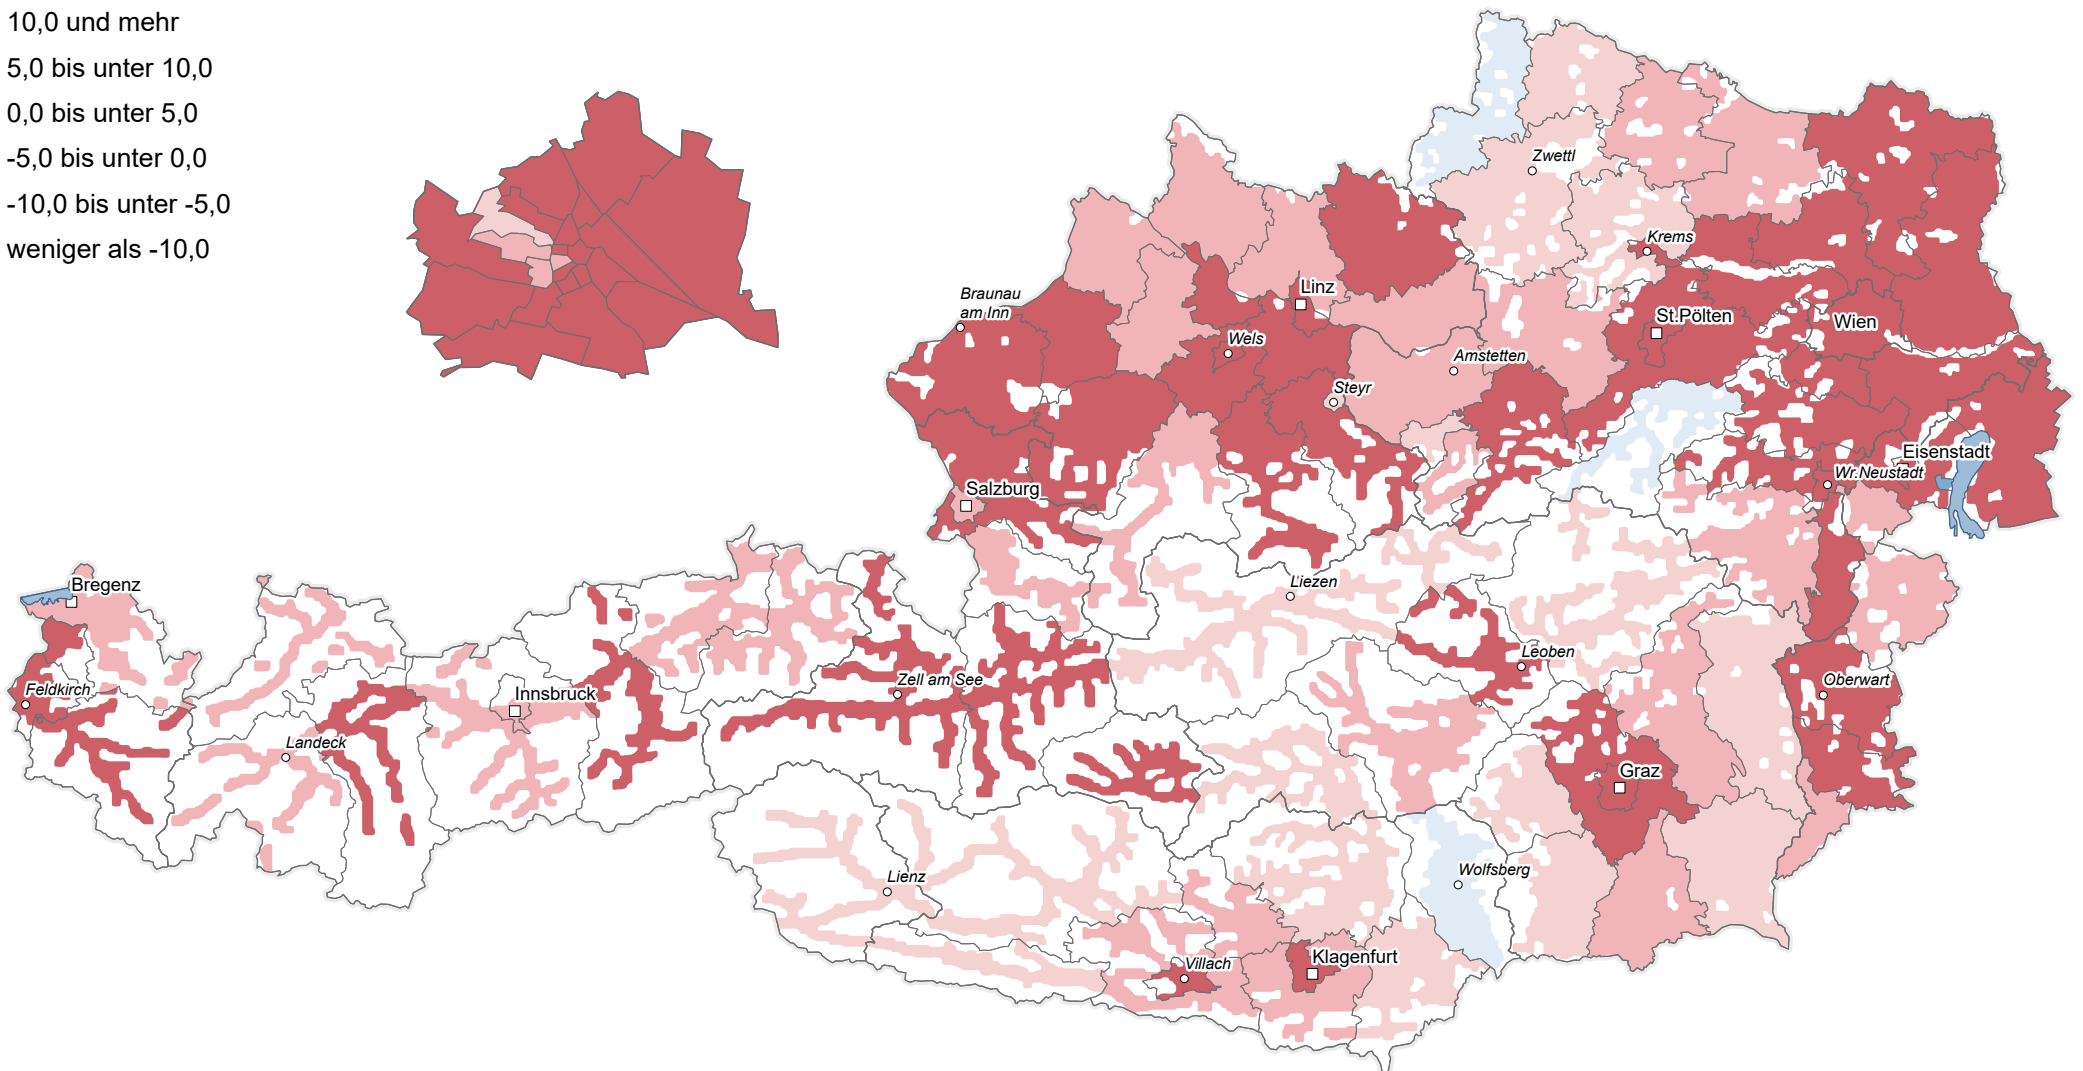 10,0 und mehr
5,0 bis unter 10,0
0,0 bis unter 5,0
-5,0 bis unter 0,0
-10,0 bis unter -5,0
weniger als -10,0
Zwettl
Krems
Braunau
am Inn
Linz
St.Pölten
Wien
Wels
Amstetten
Steyr
Eisenstadt
Wr.Neustadt
Salzburg
Bregenz
Liezen
Leoben
Feldkirch
Innsbruck
Zell am See
Oberwart
Landeck
Graz
Lienz
Wolfsberg
Villach
Klagenfurt